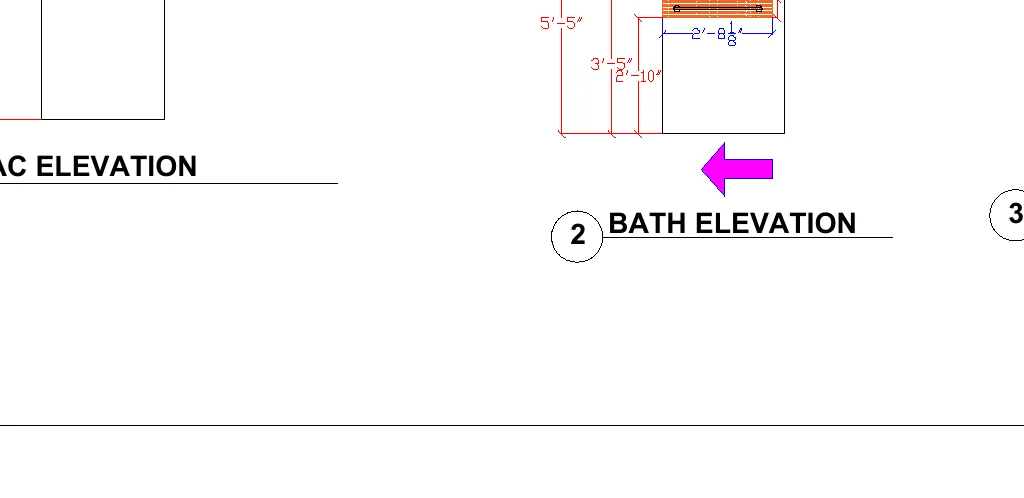 5'-5"
2'-8 1/8"
3'-5"
2'-10"
AC ELEVATION
2 BATH ELEVATION
3